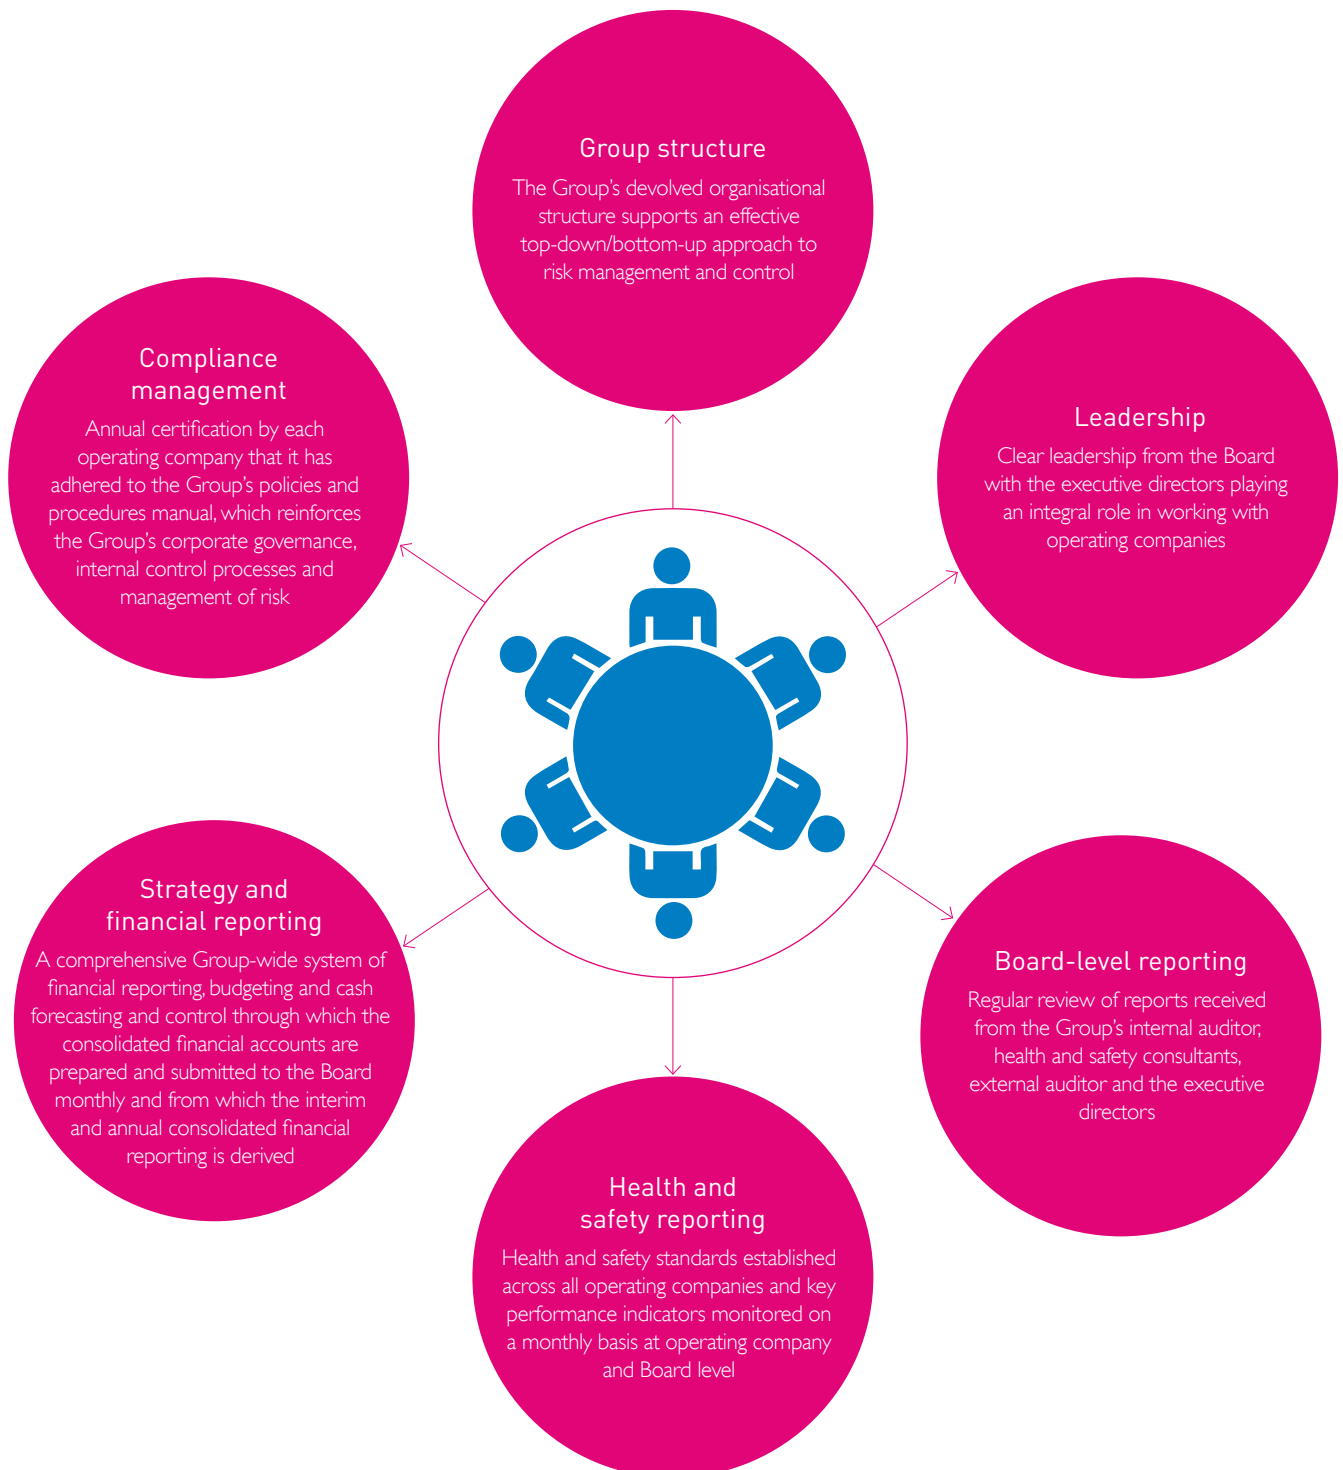 Group structure
The Group's devolved organisational
structure supports an effective
top-down/bottom-up approach to
risk management and control
Leadership
Clear leadership from the Board
with the executive directors playing
an integral role in working with
operating companies
Board-level reporting
Regular review of reports received
from the Group's internal auditor,
health and safety consultants,
external auditor and the executive
directors
Health and
safety reporting
Health and safety standards established
across all operating companies and key
performance indicators monitored on
a monthly basis at operating company
and Board level
Strategy and
financial reporting
A comprehensive Group-wide system of
financial reporting, budgeting and cash
forecasting and control through which the
consolidated financial accounts are
prepared and submitted to the Board
monthly and from which the interim
and annual consolidated financial
reporting is derived
Compliance
management
Annual certification by each
operating company that it has
adhered to the Group's policies and
procedures manual, which reinforces
the Group's corporate governance,
internal control processes and
management of risk